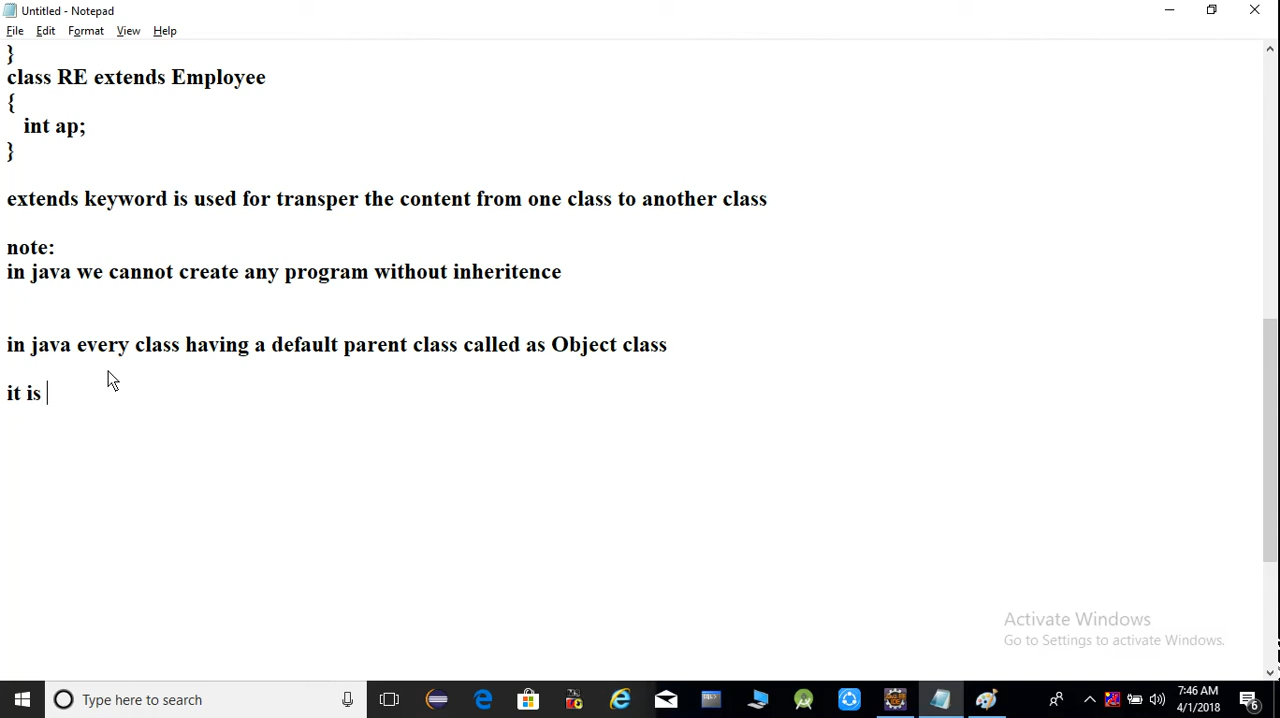 Untitled - Notepad
File Edit Format View Help
}
class RE extends Employee
{
int ap;
}
extends keyword is used for transper the content from one class to another class
note:
in java we cannot create any program without inheritence
in java every class having a default parent class called as Object class
it is
Activate Windows
Go to Settings to activate Windows.
Type here to search
7:46 AM
4/1/2018
6